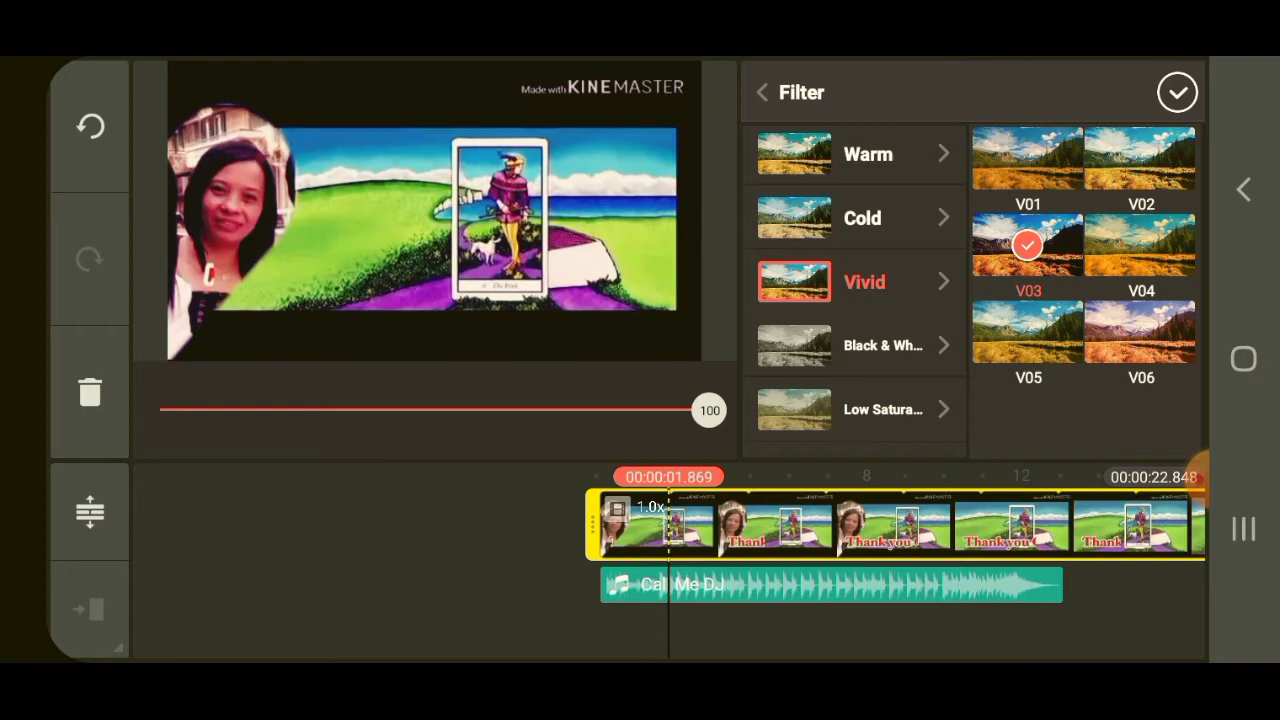 Made with KINEMASTER
Filter
Warm
Cold
Vivid
Black & Wh...
Low Satura...
V01
V02
V03
V04
V05
V06
100
00:00:01.869
8
12
00:00:22.848
1.0x
Thank
Thank you
Thank you
Thank
Call Me DJ